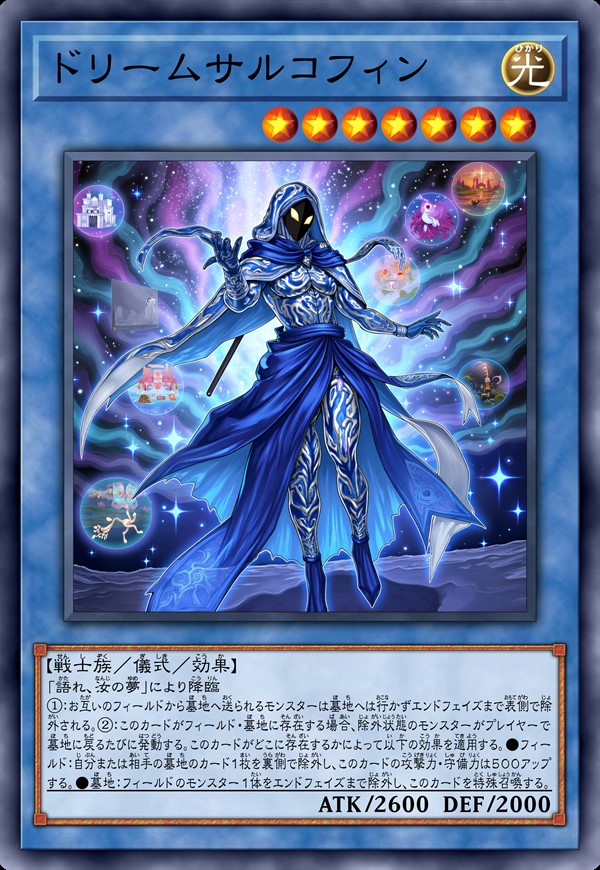 ドリームサルコフィン
光
【戦士族／儀式／効果】
「語れ、汝の夢」により降臨
①：お互いのフィールドから墓地へ送られるモンスターは墓地へは行かずエンドフェイズまで表側で除
外される。②：このカードがフィールド・墓地に存在する場合、除外状態のモンスターがプレイヤーで
墓地に戻るたびに発動する。このカードがどこに存在するかによって以下の効果を適用する。●フィー
ルド：自分または相手の墓地のカード1枚を裏側で除外し、このカードの攻撃力・守備力は500アップ
する。●墓地：フィールドのモンスター1体をエンドフェイズまで除外し、このカードを特殊召喚する。
ATK/2600 DEF/2000